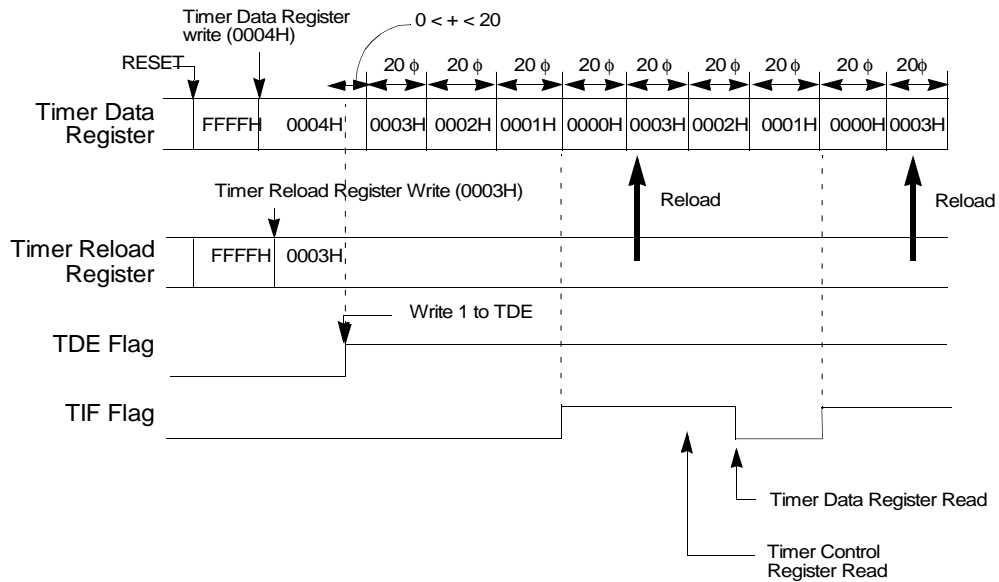 Timer Data Register
write (0004H)
0 < + < 20
RESET
20 ϕ 20 ϕ 20 ϕ 20 ϕ 20 ϕ 20 ϕ 20 ϕ 20 ϕ 20ϕ
Timer Data
Register
FFFFH 0004H 0003H 0002H 0001H 0000H 0003H 0002H 0001H 0000H 0003H
Timer Reload Register Write (0003H)
Reload
Reload
Timer Reload
Register
FFFFH 0003H
Write 1 to TDE
TDE Flag
TIF Flag
Timer Data Register Read
Timer Control
Register Read